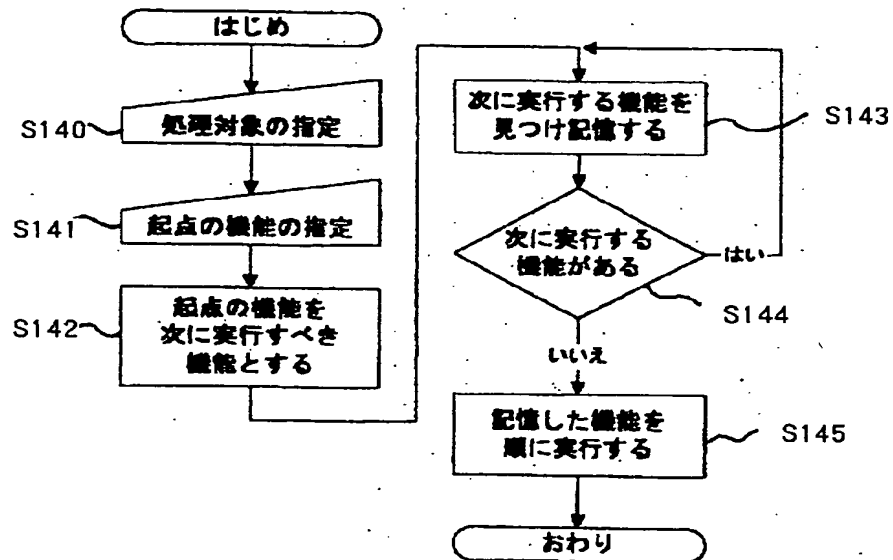 はじめ
S140
処理対象の指定
S141
起点の機能の指定
S142
起点の機能を
次に実行すべき
機能とする
次に実行する機能を
見つけ記憶する
S143
次に実行する
機能がある
はい
S144
いいえ
記憶した機能を
順に実行する
S145
おわり